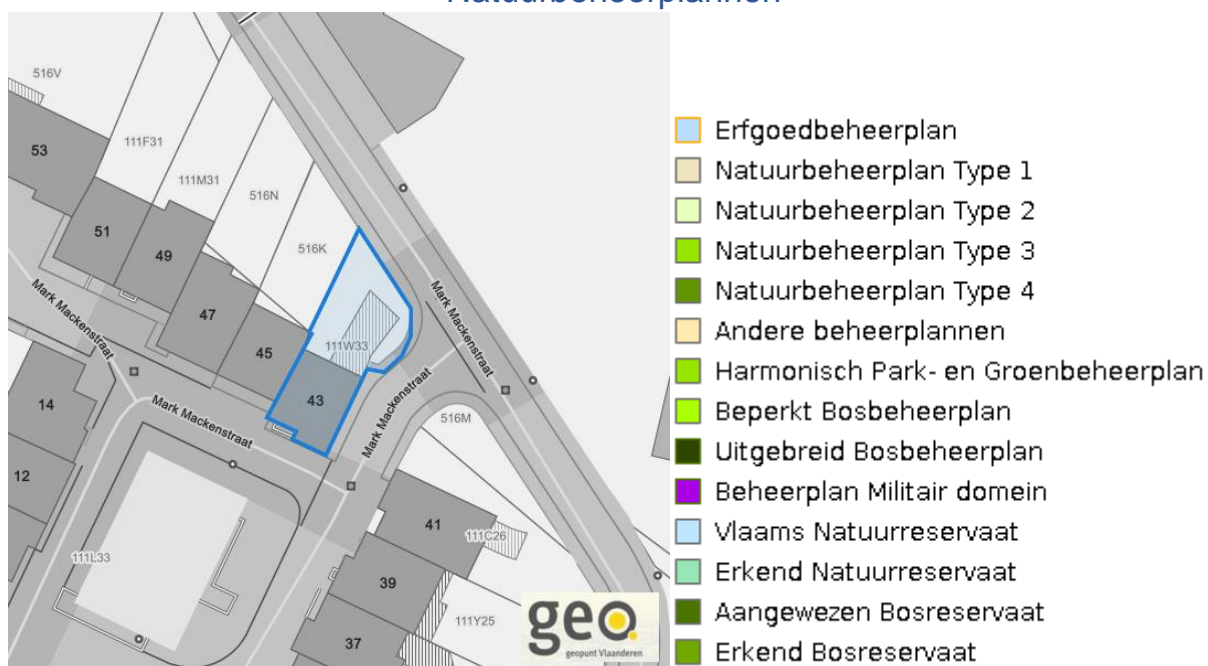 Natuurbeheerplannen
516V
53
111F31
111M31
516N
51
49
516K
47
Mark Mackenstraat
Mark Mackenstraat
111W33
45
43
14
Mark Mackenstraat
Mark Mackenstraat
516M
12
41
111C26
111L33
39
111Y25
37
geo
geopunt Vlaanderen
Erfgoedbeheerplan
Natuurbeheerplan Type 1
Natuurbeheerplan Type 2
Natuurbeheerplan Type 3
Natuurbeheerplan Type 4
Andere beheerplannen
Harmonisch Park- en Groenbeheerplan
Beperkt Bosbeheerplan
Uitgebreid Bosbeheerplan
Beheerplan Militair domein
Vlaams Natuurreservaat
Erkend Natuurreservaat
Aangewezen Bosreservaat
Erkend Bosreservaat